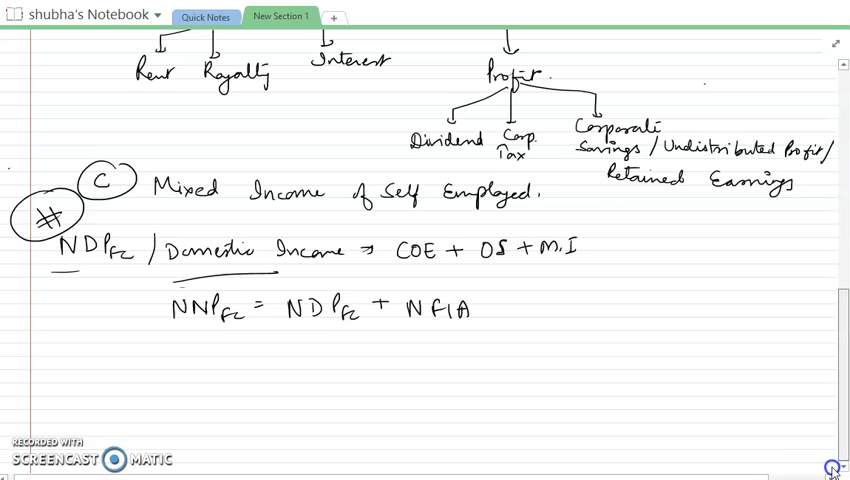 shubha's Notebook
Quick Notes
New Section 1
+
Rent Royalty Interest Profit.
Dividend Corp. Tax Corporate Savings / Undistributed Profit / Retained Earnings
C Mixed Income of Self Employed.
#
NDPFC / Domestic Income => COE + OS + M.I
NNPFC = NDPFC + NFIA
RECORDED WITH
SCREENCAST MATIC